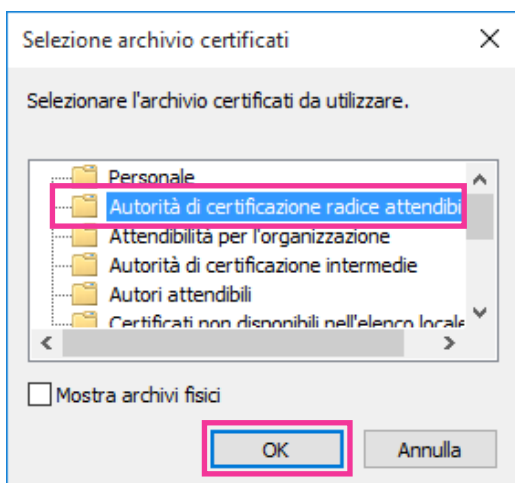 Selezione archivio certificati
Selezionare l'archivio certificati da utilizzare.
Personale
Autorità di certificazione radice attendibi
Attendibilità per l'organizzazione
Autorità di certificazione intermedie
Autori attendibili
Certificati non disponibili nell'elenco locale
Mostra archivi fisici
OK
Annulla